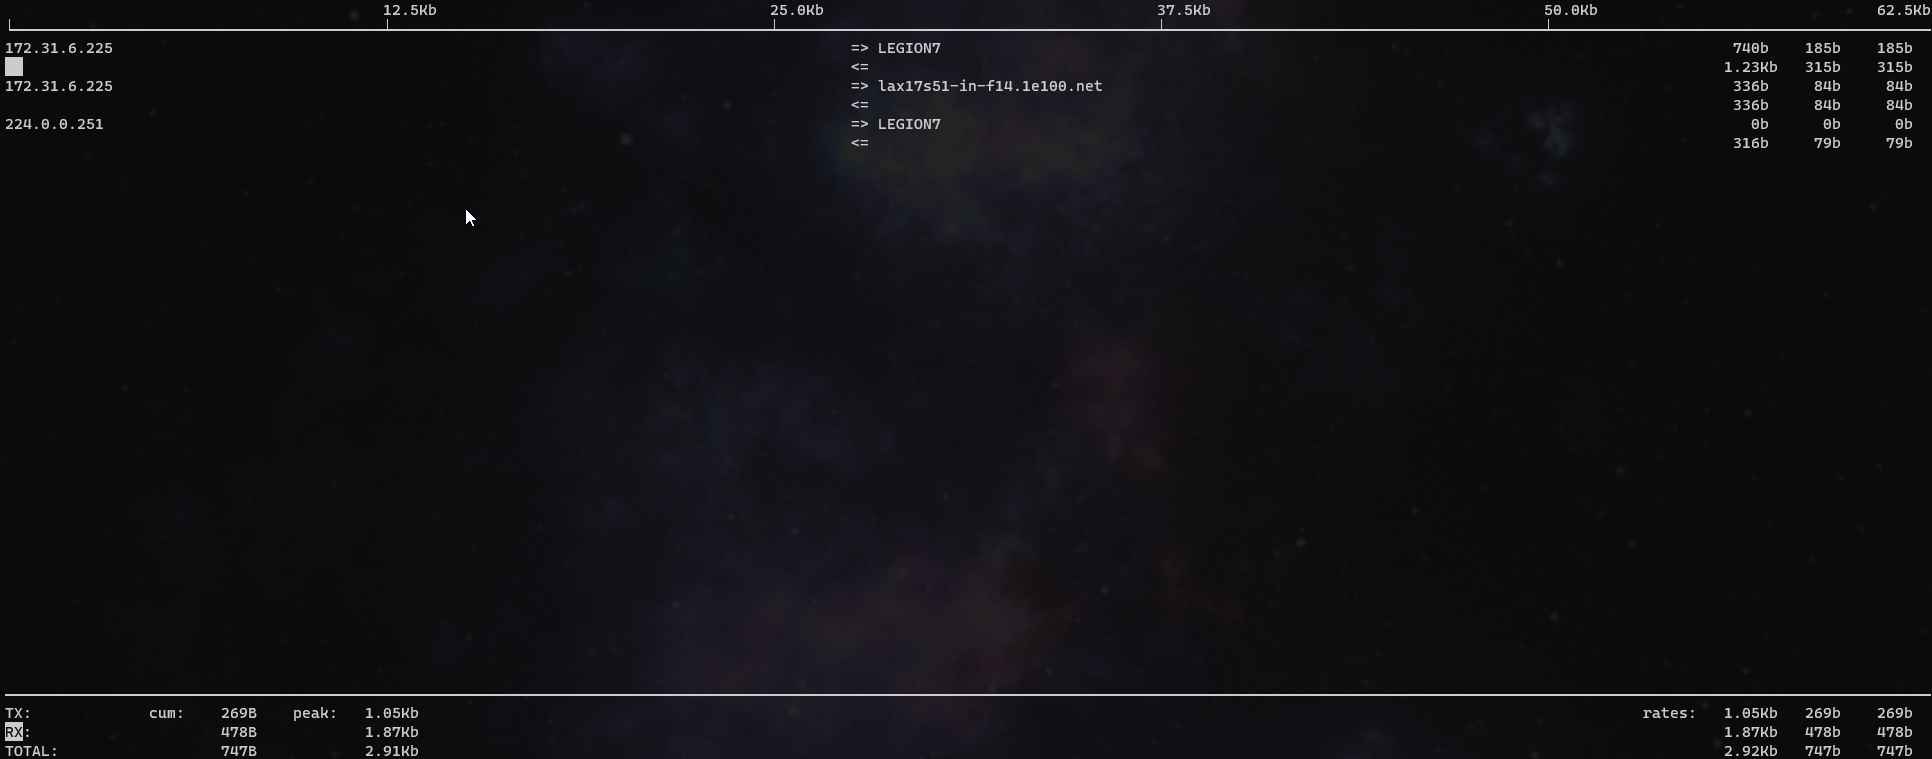 12.5Kb 25.0Kb 37.5Kb 50.0Kb 62.5Kb
172.31.6.225 => LEGION7 740b 185b 185b
<= 1.23Kb 315b 315b
172.31.6.225 => lax17s51-in-f14.1e100.net 336b 84b 84b
<= 336b 84b 84b
224.0.0.251 => LEGION7 0b 0b 0b
<= 316b 79b 79b
TX: cum: 269B peak: 1.05Kb rates: 1.05Kb 269b 269b
RX: 478B 1.87Kb 1.87Kb 478b 478b
TOTAL: 747B 2.91Kb 2.92Kb 747b 747b